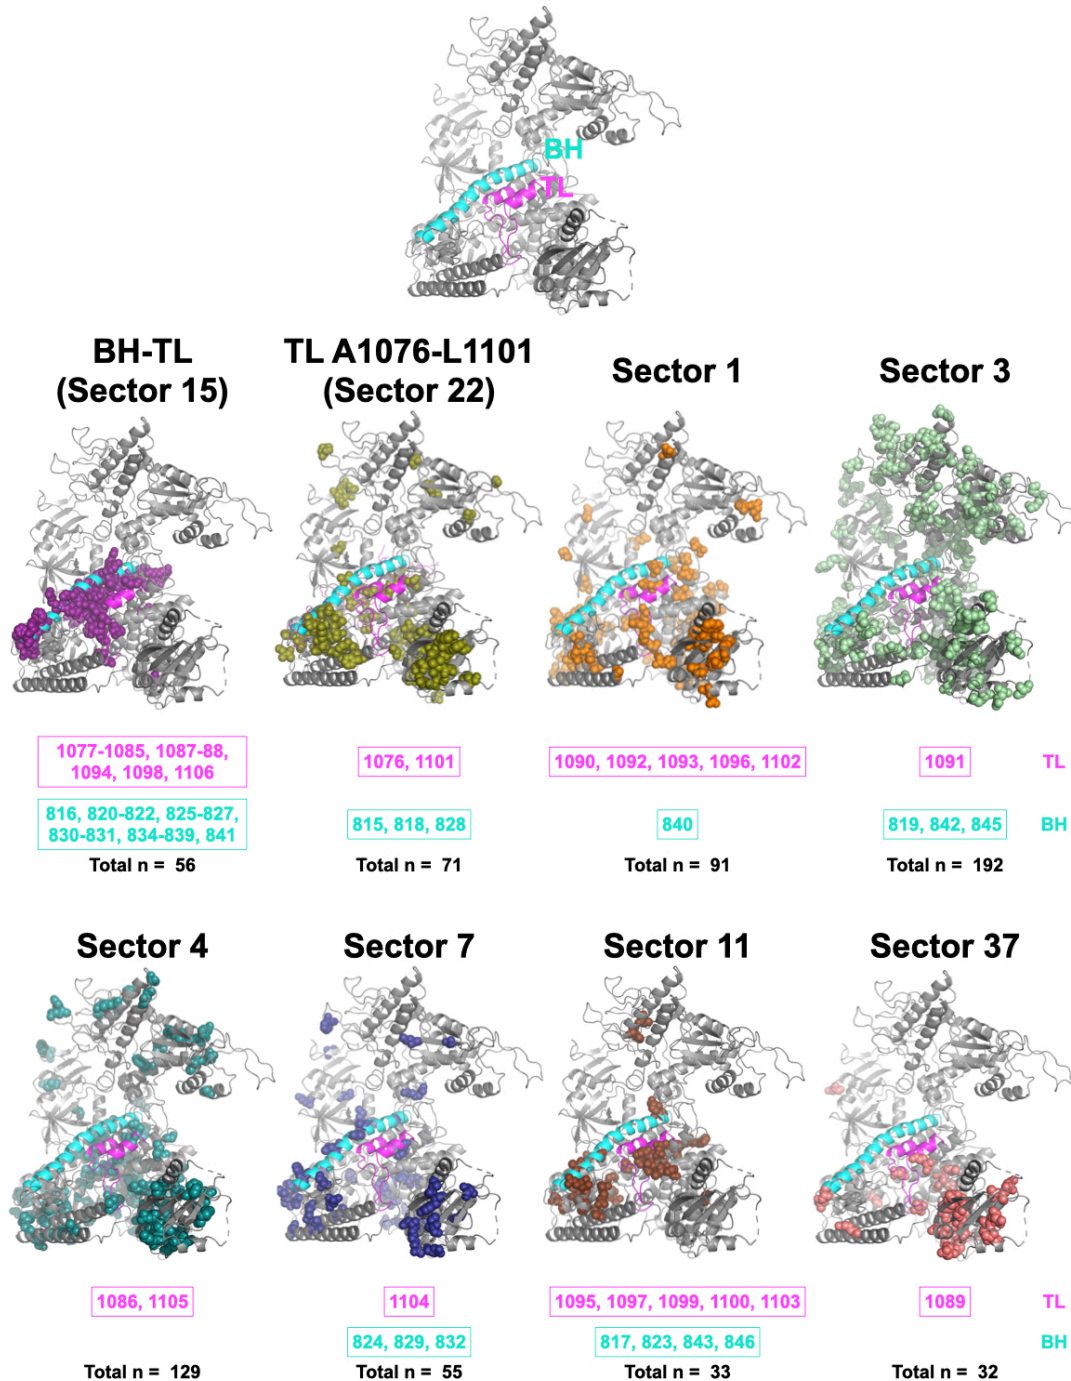 BH
TL
BH-TL
(Sector 15)
TL A1076-L1101
(Sector 22)
Sector 1
Sector 3
1077-1085, 1087-88,
1094, 1098, 1106
1076, 1101
1090, 1092, 1093, 1096, 1102
1091
TL
816, 820-822, 825-827,
830-831, 834-839, 841
815, 818, 828
840
819, 842, 845
BH
Total n = 56
Total n = 71
Total n = 91
Total n = 192
Sector 4
Sector 7
Sector 11
Sector 37
1086, 1105
1104
1095, 1097, 1099, 1100, 1103
1089
TL
824, 829, 832
817, 823, 843, 846
BH
Total n = 129
Total n = 55
Total n = 33
Total n = 32